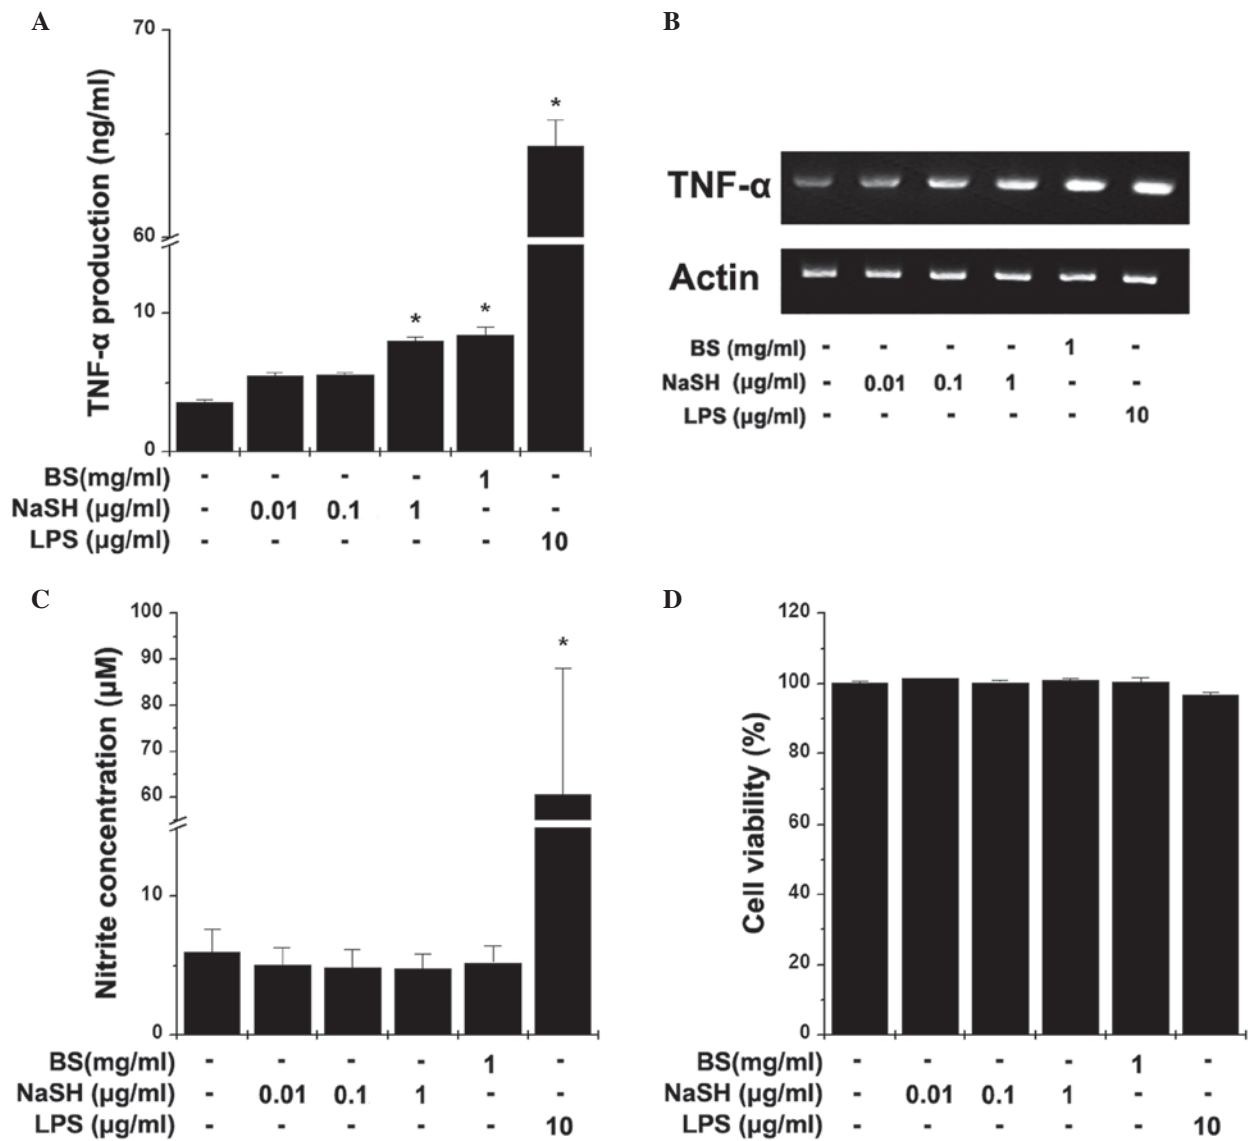 A
70
60
10
0
TNF-α production (ng/ml)
*
*
*
BS(mg/ml) - - - - 1 -
NaSH (µg/ml) - 0.01 0.1 1 - -
LPS (µg/ml) - - - - - 10
B
TNF-α
Actin
BS (mg/ml) - - - - 1 -
NaSH (µg/ml) - 0.01 0.1 1 - -
LPS (µg/ml) - - - - - 10
C
100
90
80
70
60
10
0
Nitrite concentration (µM)
*
BS(mg/ml) - - - - 1 -
NaSH (µg/ml) - 0.01 0.1 1 - -
LPS (µg/ml) - - - - - 10
D
120
100
80
60
40
20
0
Cell viability (%)
BS(mg/ml) - - - - 1 -
NaSH (µg/ml) - 0.01 0.1 1 - -
LPS (µg/ml) - - - - - 10